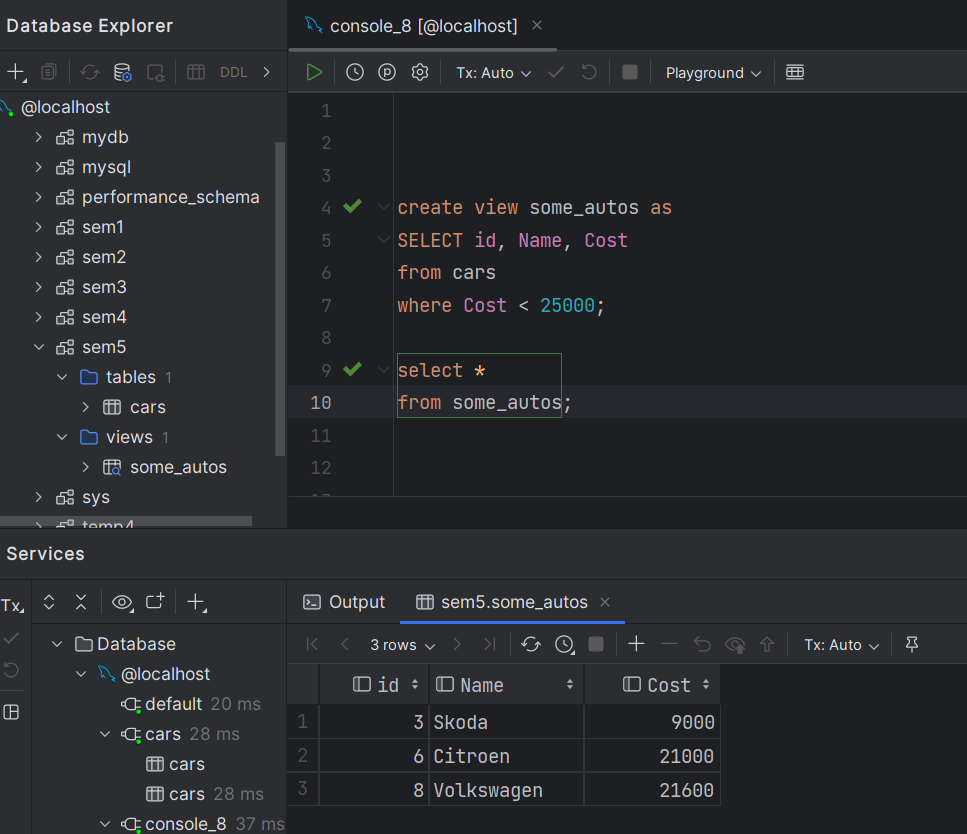 Database Explorer
console_8 [@localhost]
DDL
Tx: Auto
Playground
@localhost
mydb
mysql
performance_schema
sem1
sem2
sem3
sem4
sem5
tables 1
cars
views 1
some_autos
sys
temp4
1
2
3
4 create view some_autos as
5 SELECT id, Name, Cost
6 from cars
7 where Cost < 25000;
8
9 select *
10 from some_autos;
11
12
13
Services
Tx
Database
@localhost
default 20 ms
cars 28 ms
cars
cars 28 ms
console_8 37 ms
Output
sem5.some_autos
3 rows
Tx: Auto
id Name Cost
1 3 Skoda 9000
2 6 Citroen 21000
3 8 Volkswagen 21600